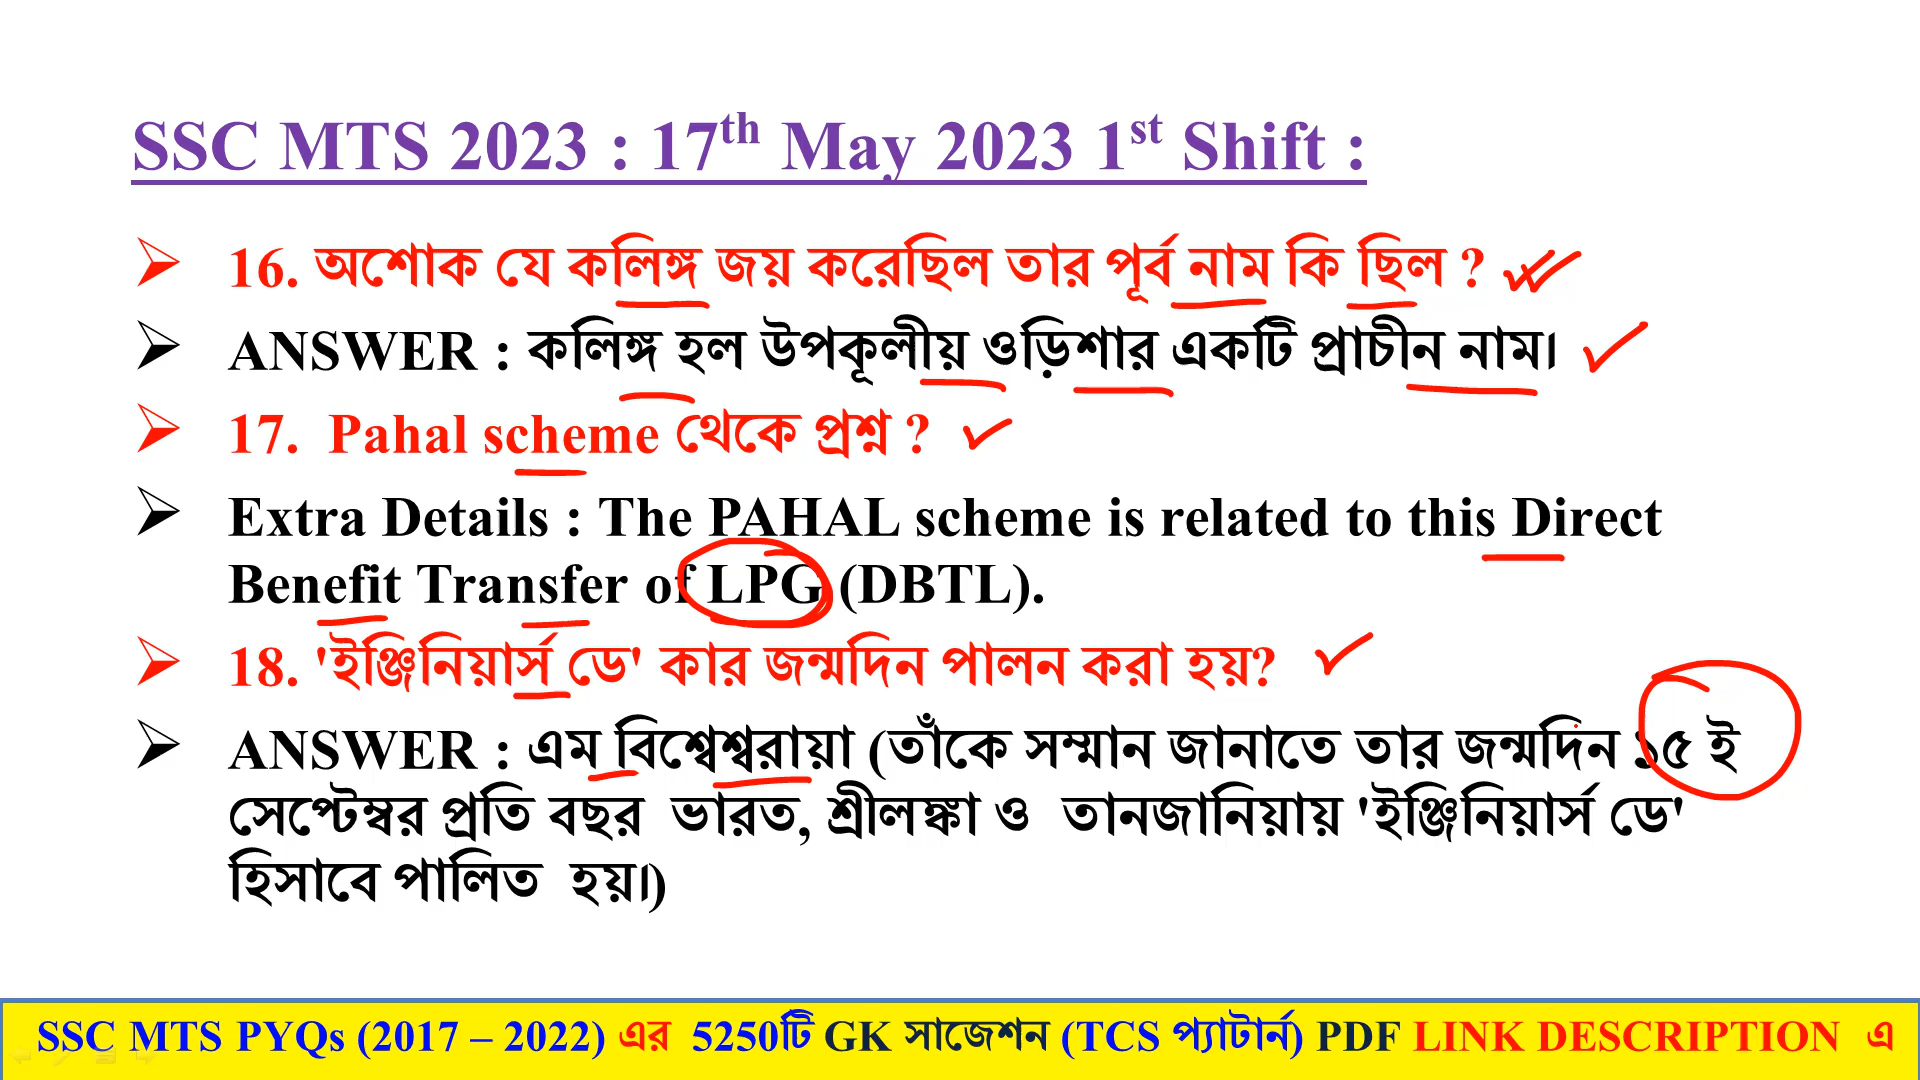 SSC MTS 2023 : 17th May 2023 1st Shift :
16. অশোক যে কলিঙ্গ জয় করেছিল তার পূর্ব নাম কি ছিল ?
ANSWER : কলিঙ্গ হল উপকূলীয় ওড়িশার একটি প্রাচীন নাম।
17. Pahal scheme থেকে প্রশ্ন ?
Extra Details : The PAHAL scheme is related to this Direct
Benefit Transfer of LPG (DBTL).
18. 'ইঞ্জিনিয়ার্স ডে' কার জন্মদিন পালন করা হয়?
ANSWER : এম বিশ্বেশ্বরায়া (তাঁকে সম্মান জানাতে তার জন্মদিন ১৫ ই
সেপ্টেম্বর প্রতি বছর ভারত, শ্রীলঙ্কা ও তানজানিয়ায় 'ইঞ্জিনিয়ার্স ডে'
হিসাবে পালিত হয়।)
SSC MTS PYQs (2017 – 2022) এর 5250টি GK সাজেশন (TCS প্যাটার্ন) PDF LINK DESCRIPTION এ